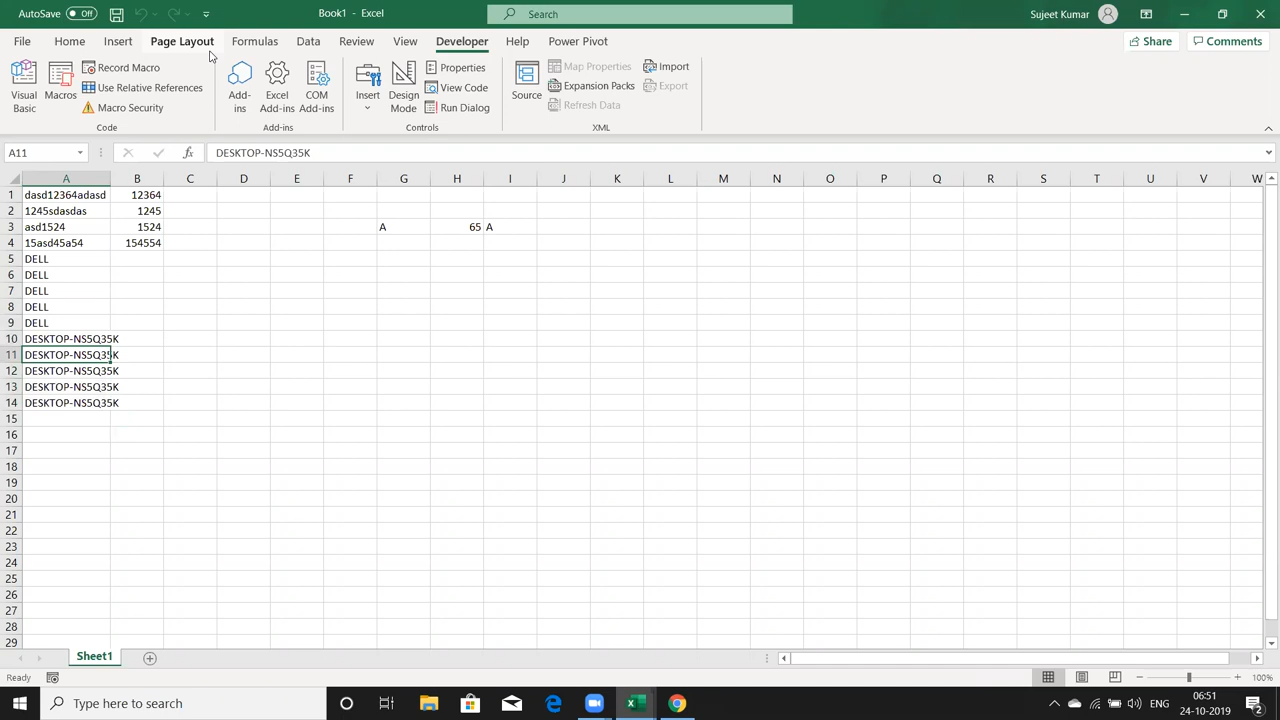 AutoSave Off Book1 - Excel Search Sujeet Kumar
File Home Insert Page Layout Formulas Data Review View Developer Help Power Pivot Share Comments
Visual Basic
Macros
Record Macro
Use Relative References
Macro Security
Code
Add-ins
Excel Add-ins
COM Add-ins
Add-ins
Insert
Design Mode
Properties
View Code
Run Dialog
Controls
Source
Map Properties
Expansion Packs
Refresh Data
Import
Export
XML
A11 fx DESKTOP-NS5Q35K
A B C D E F G H I J K L M N O P Q R S T U V W
1 dasd12364adasd 12364
2 1245sdasdas 1245
3 asd1524 1524 A 65 A
4 15asd45a54 154554
5 DELL
6 DELL
7 DELL
8 DELL
9 DELL
10 DESKTOP-NS5Q35K
11 DESKTOP-NS5Q35K
12 DESKTOP-NS5Q35K
13 DESKTOP-NS5Q35K
14 DESKTOP-NS5Q35K
15
16
17
18
19
20
21
22
23
24
25
26
27
28
29
Sheet1
Ready 100%
Type here to search ENG 06:51
24-10-2019 2